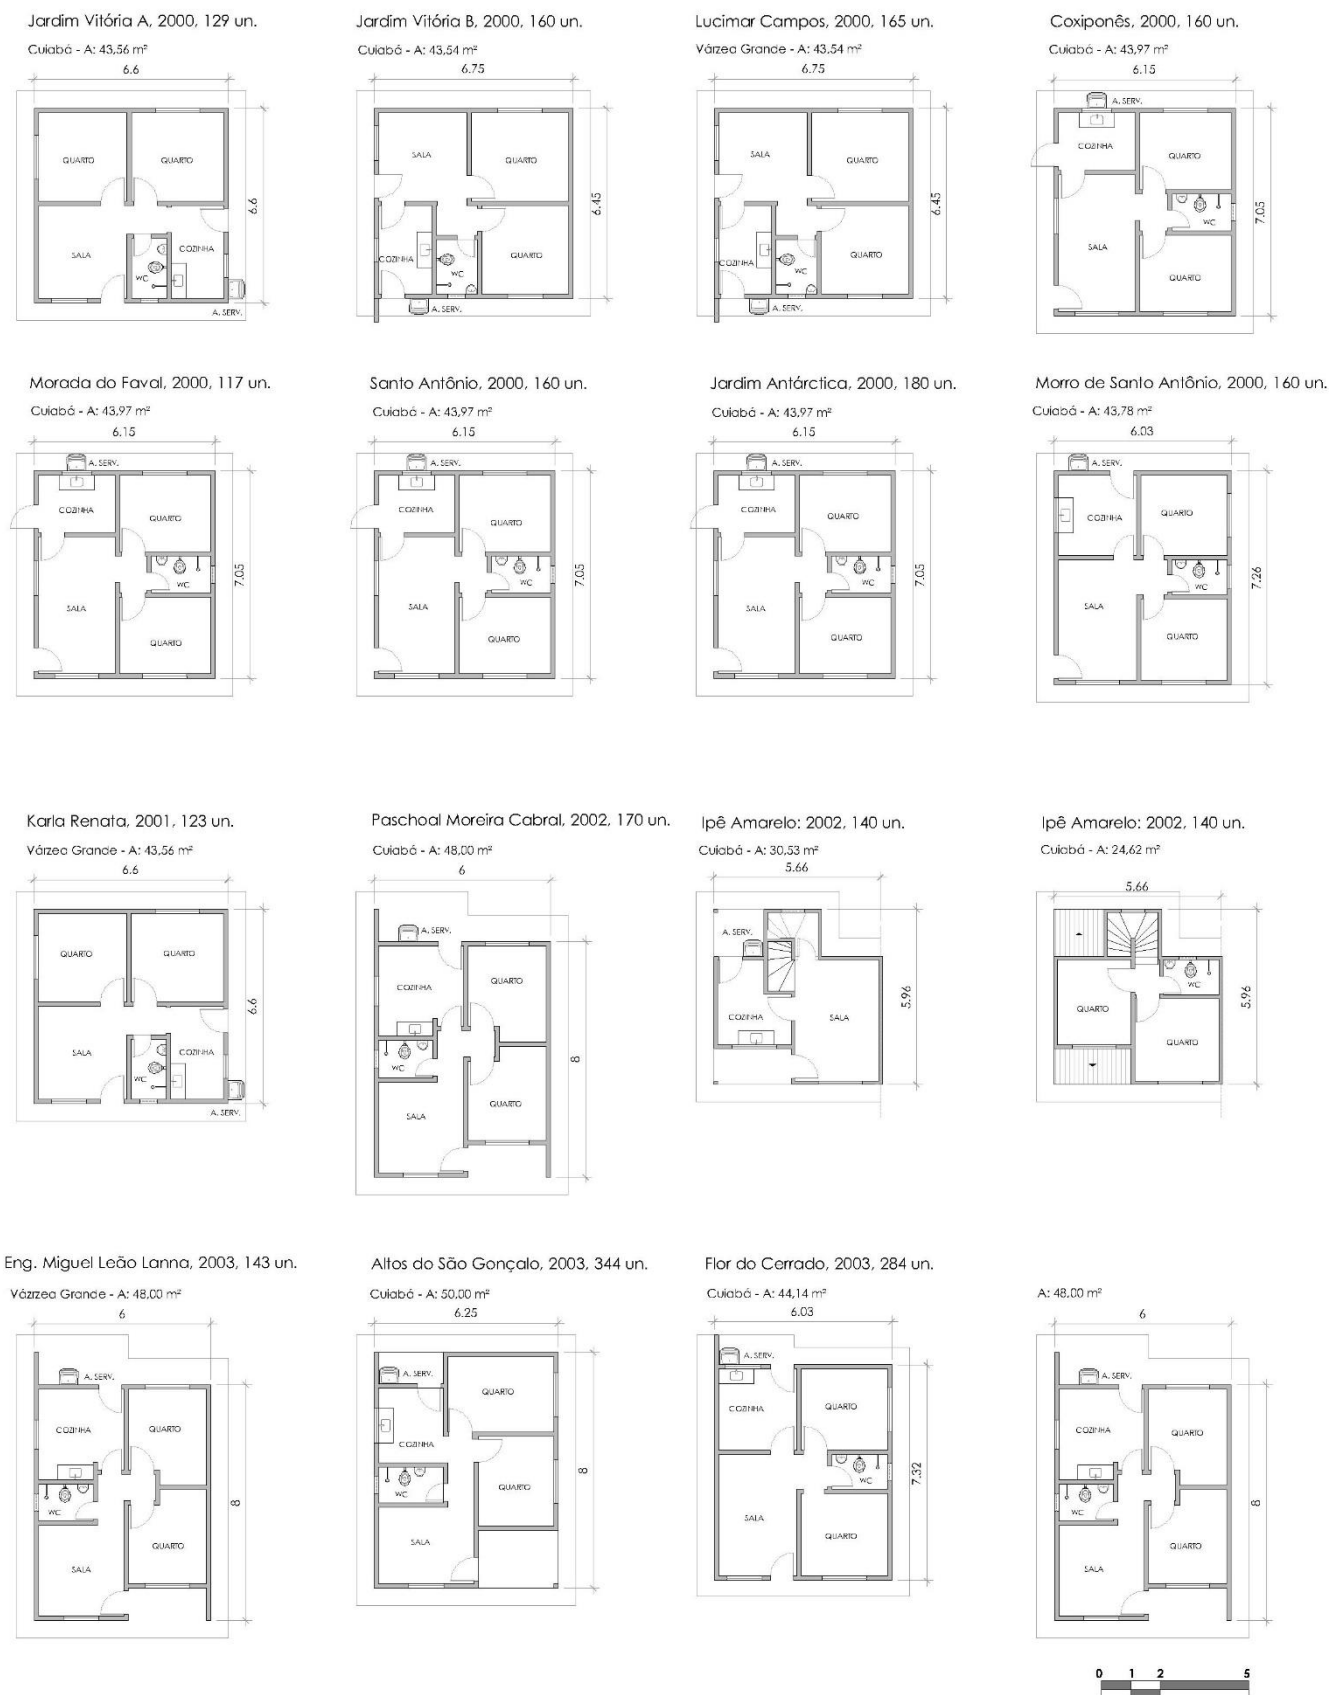 Jardim Vitória A, 2000, 129 un.
Cuiabá - A: 43,56 m²
6.6
QUARTO
QUARTO
6.6
SALA
COZINHA
WC
A. SERV.
Jardim Vitória B, 2000, 160 un.
Cuiabá - A: 43,54 m²
6.75
SALA
QUARTO
6.45
COZINHA
QUARTO
WC
A. SERV.
Lucimar Campos, 2000, 165 un.
Várzea Grande - A: 43,54 m²
6.75
SALA
QUARTO
6.45
COZINHA
QUARTO
WC
A. SERV.
Coxiponês, 2000, 160 un.
Cuiabá - A: 43,97 m²
6.15
A. SERV.
COZINHA
QUARTO
7.05
WC
SALA
QUARTO
Morada do Faval, 2000, 117 un.
Cuiabá - A: 43,97 m²
6.15
A. SERV.
COZINHA
QUARTO
7.05
WC
SALA
QUARTO
Santo Antônio, 2000, 160 un.
Cuiabá - A: 43,97 m²
6.15
A. SERV.
COZINHA
QUARTO
7.05
WC
SALA
QUARTO
Jardim Antárctica, 2000, 180 un.
Cuiabá - A: 43,97 m²
6.15
A. SERV.
COZINHA
QUARTO
7.05
WC
SALA
QUARTO
Morro de Santo Antônio, 2000, 160 un.
Cuiabá - A: 43,78 m²
6.03
A. SERV.
COZINHA
QUARTO
7.26
WC
SALA
QUARTO
Karla Renata, 2001, 123 un.
Várzea Grande - A: 43,56 m²
6.6
QUARTO
QUARTO
6.6
SALA
COZINHA
WC
A. SERV.
Paschoal Moreira Cabral, 2002, 170 un.
Cuiabá - A: 48,00 m²
6
A. SERV.
COZINHA
QUARTO
8
WC
QUARTO
SALA
Ipê Amarelo: 2002, 140 un.
Cuiabá - A: 30,53 m²
5.66
A. SERV.
5.96
COZINHA
SALA
Ipê Amarelo: 2002, 140 un.
Cuiabá - A: 24,62 m²
5.66
WC
5.96
QUARTO
QUARTO
Eng. Miguel Leão Lanna, 2003, 143 un.
Vázrzea Grande - A: 48,00 m²
6
A. SERV.
COZINHA
QUARTO
8
WC
QUARTO
SALA
Altos do São Gonçalo, 2003, 344 un.
Cuiabá - A: 50,00 m²
6.25
A. SERV.
QUARTO
COZINHA
8
WC
QUARTO
SALA
Flor do Cerrado, 2003, 284 un.
Cuiabá - A: 44,14 m²
6.03
A. SERV.
COZINHA
QUARTO
7.32
WC
SALA
QUARTO
A: 48,00 m²
6
A. SERV.
COZINHA
QUARTO
8
WC
QUARTO
SALA
0 1 2 5